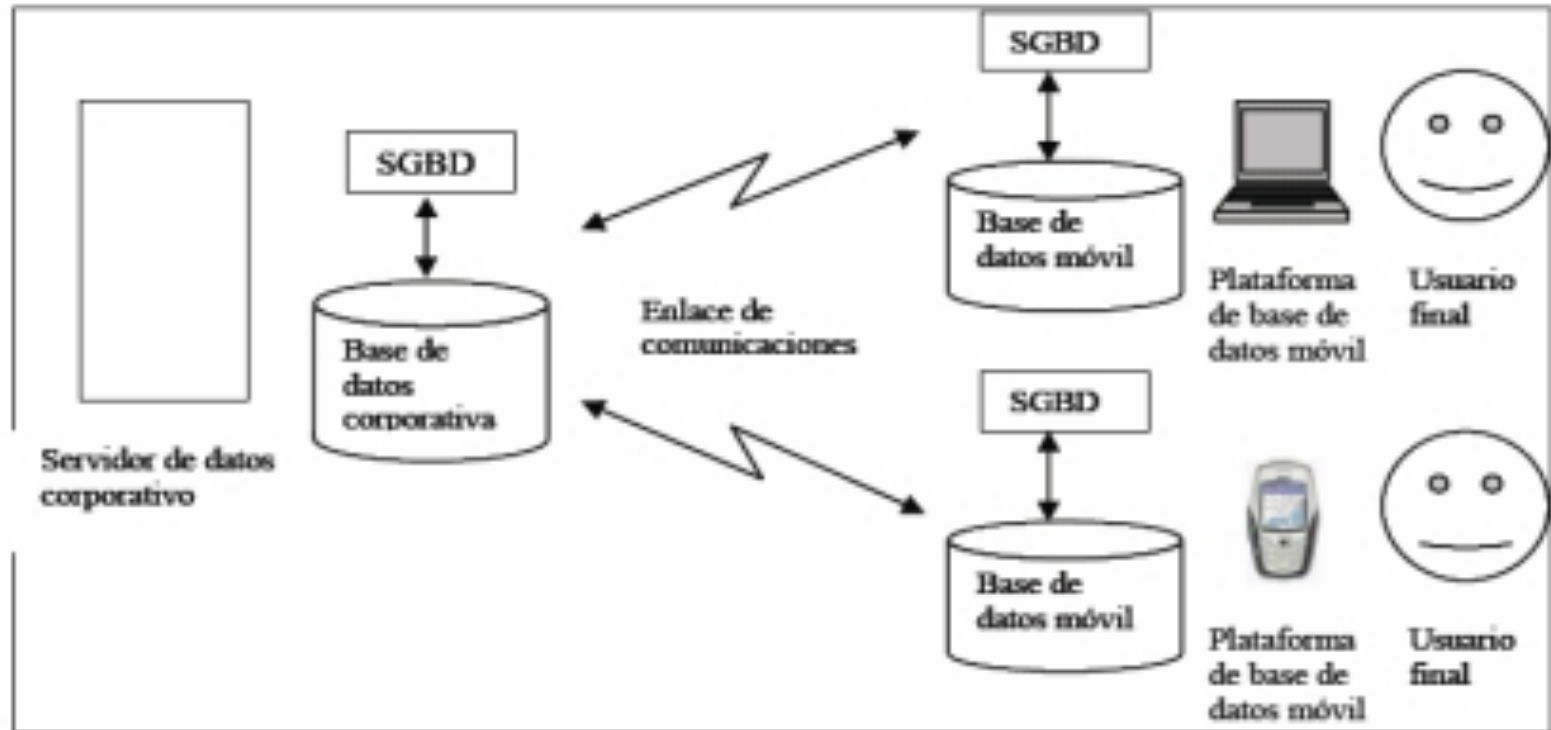 SGBD
SGBD
Base de
datos móvil
Plataforma
de base de
datos móvil
Usuario
final
Enlace de
comunicaciones
Base de
datos
corporativa
Servidor de datos
corporativo
SGBD
Base de
datos móvil
Plataforma
de base de
datos móvil
Usuario
final